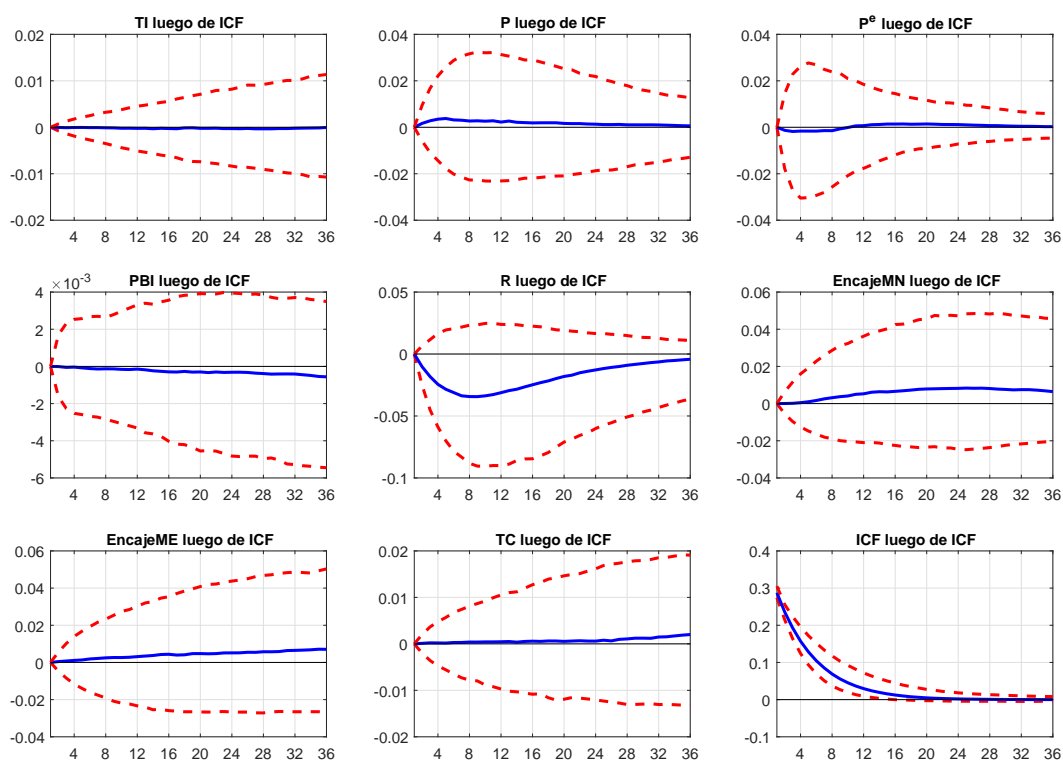 TI luego de ICF
0.02
0.01
0
-0.01
-0.02
4 8 12 16 20 24 28 32 36
P luego de ICF
0.04
0.02
0
-0.02
-0.04
4 8 12 16 20 24 28 32 36
Pᵉ luego de ICF
0.04
0.02
0
-0.02
-0.04
4 8 12 16 20 24 28 32 36
PBI luego de ICF
×10⁻³
4
2
0
-2
-4
-6
4 8 12 16 20 24 28 32 36
R luego de ICF
0.05
0
-0.05
-0.1
4 8 12 16 20 24 28 32 36
EncajeMN luego de ICF
0.06
0.04
0.02
0
-0.02
-0.04
4 8 12 16 20 24 28 32 36
EncajeME luego de ICF
0.06
0.04
0.02
0
-0.02
-0.04
4 8 12 16 20 24 28 32 36
TC luego de ICF
0.02
0.01
0
-0.01
-0.02
4 8 12 16 20 24 28 32 36
ICF luego de ICF
0.4
0.3
0.2
0.1
0
-0.1
4 8 12 16 20 24 28 32 36